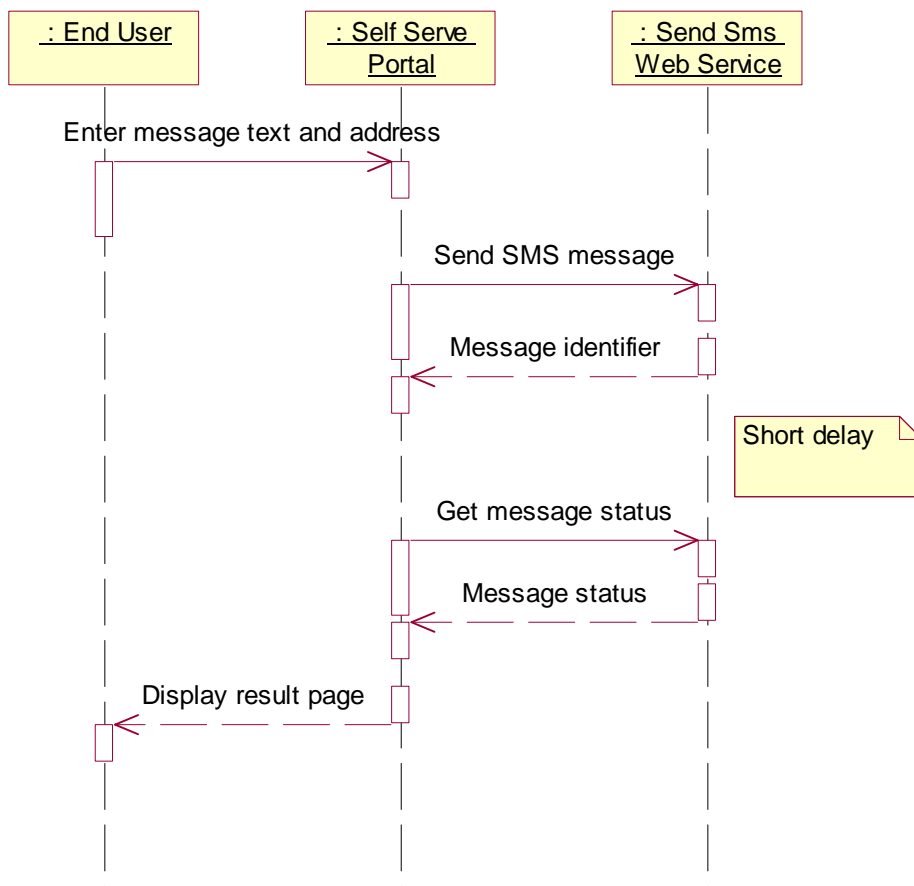 : End User
: Self Serve
Portal
: Send Sms
Web Service
Enter message text and address
Send SMS message
Message identifier
Short delay
Get message status
Message status
Display result page